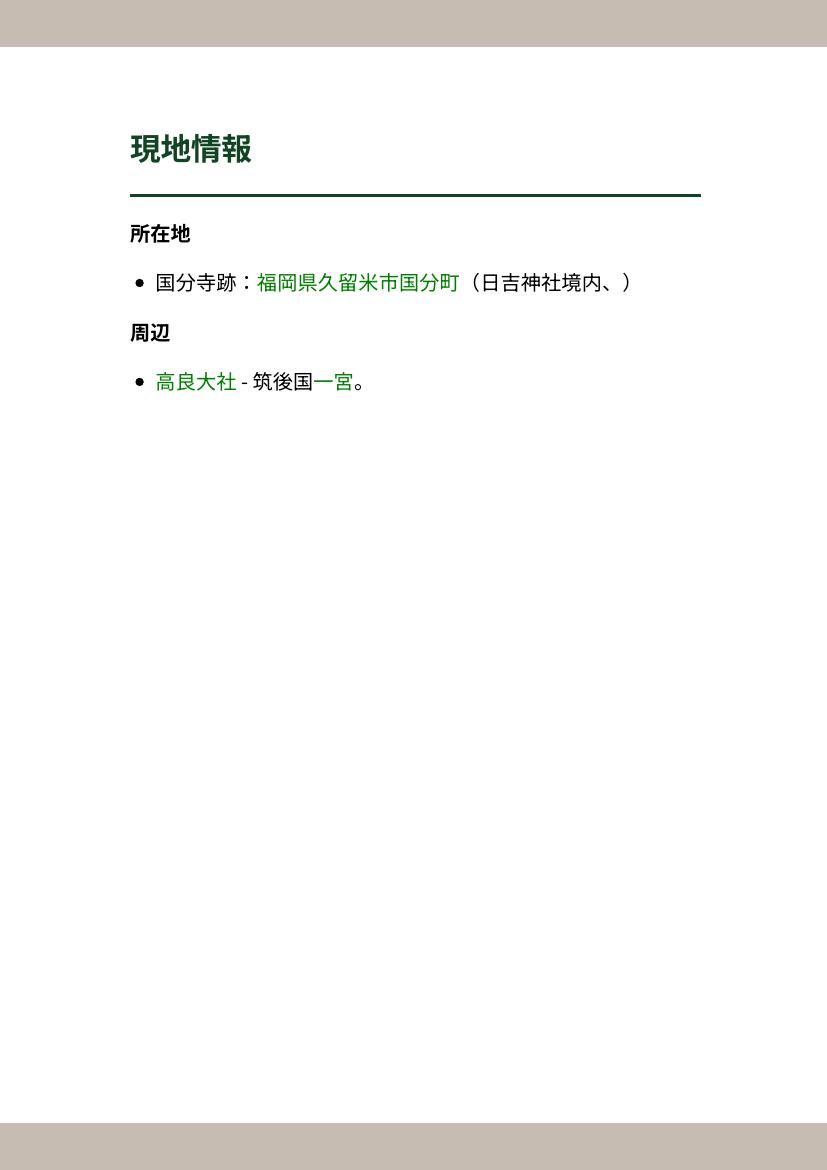 現地情報
所在地
• 国分寺跡：福岡県久留米市国分町（日吉神社境内、）
周辺
• 高良大社 - 筑後国一宮。